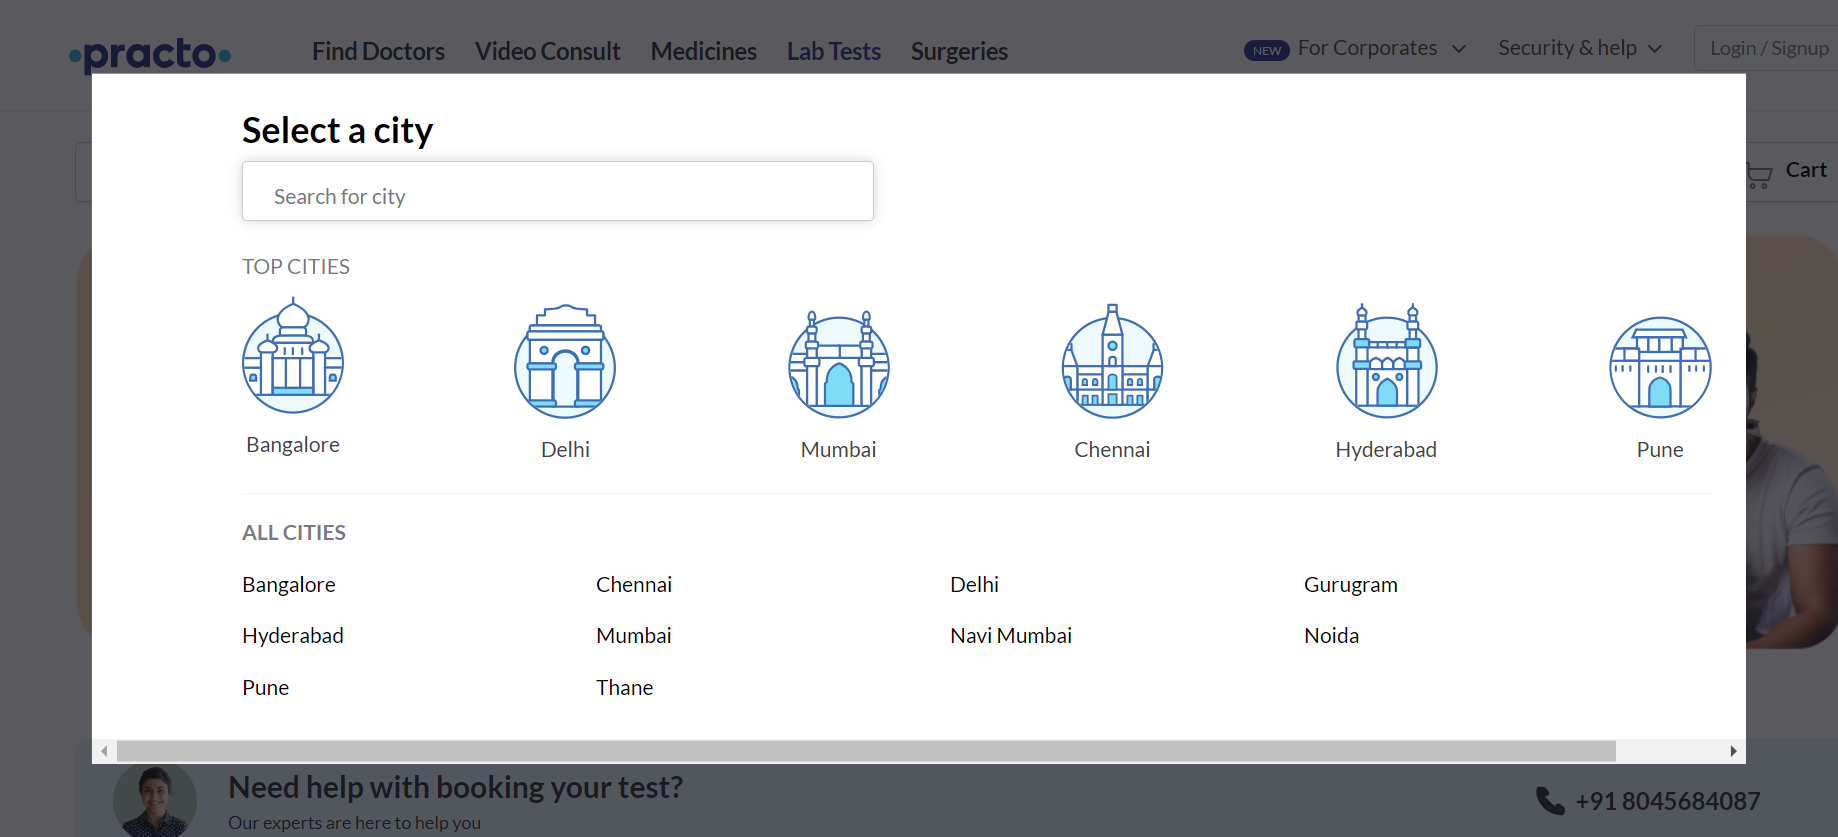 practo
Find Doctors Video Consult Medicines Lab Tests Surgeries
NEW For Corporates Security & help Login / Signup
Select a city
Search for city
Cart
TOP CITIES
Bangalore Delhi Mumbai Chennai Hyderabad Pune
ALL CITIES
Bangalore Chennai Delhi Gurugram
Hyderabad Mumbai Navi Mumbai Noida
Pune Thane
Need help with booking your test?
Our experts are here to help you
+91 8045684087